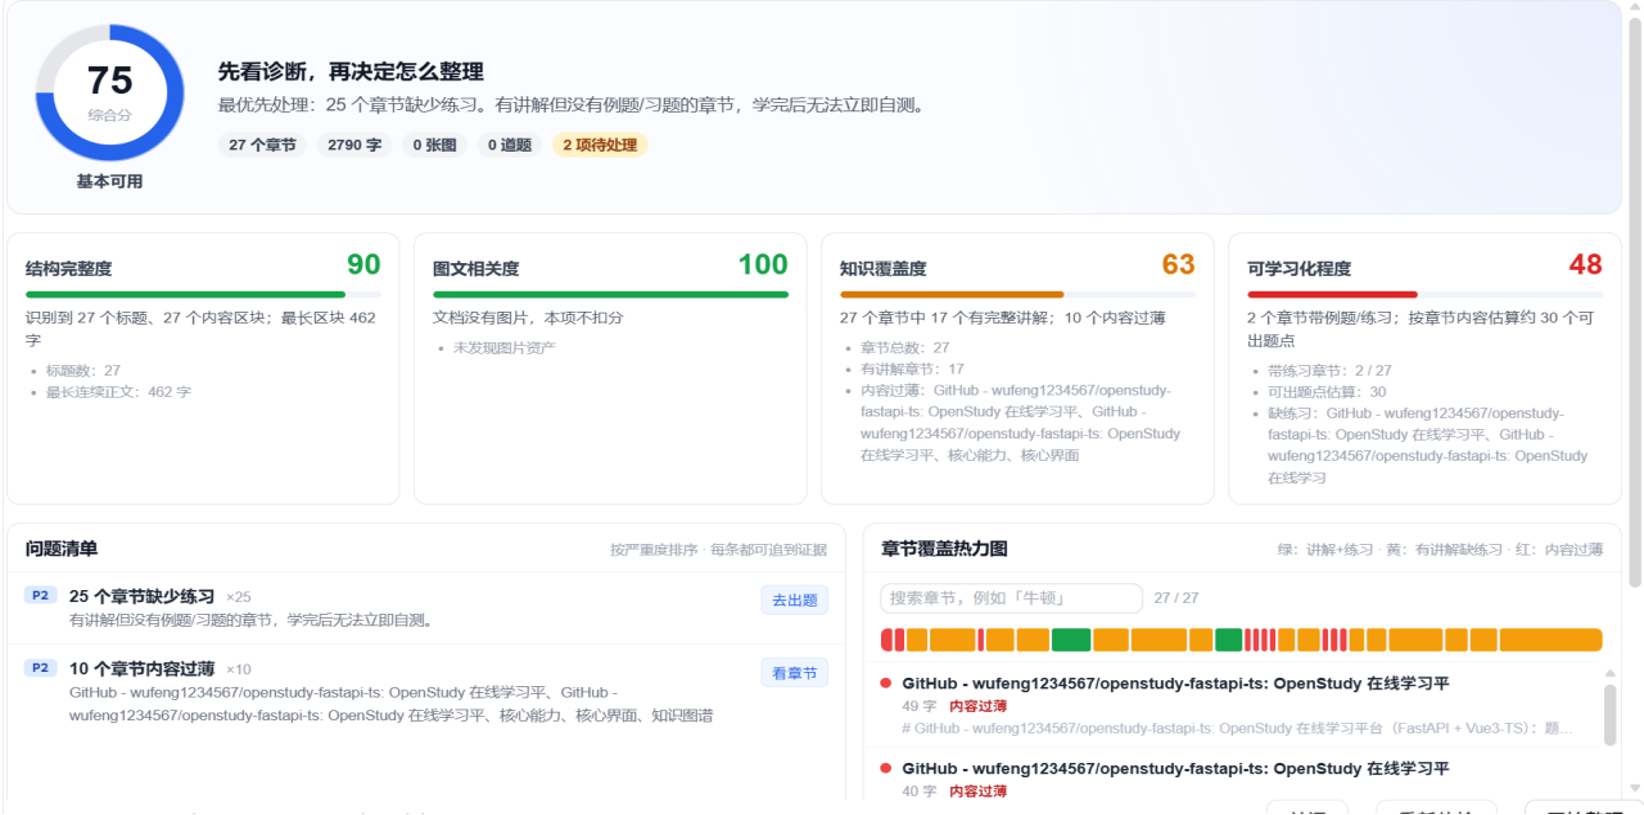 75
综合分
基本可用
先看诊断，再决定怎么整理
最优先处理：25 个章节缺少练习。有讲解但没有例题/习题的章节，学完后无法立即自测。
27 个章节
2790 字
0 张图
0 道题
2 项待处理
结构完整度
90
识别到 27 个标题、27 个内容区块；最长区块 462
字
• 标题数：27
• 最长连续正文：462 字
图文相关度
100
文档没有图片，本项不扣分
• 未发现图片资产
知识覆盖度
63
27 个章节中 17 个有完整讲解；10 个内容过薄
• 章节总数：27
• 有讲解章节：17
• 内容过薄：GitHub - wufeng1234567/openstudy-
fastapi-ts: OpenStudy 在线学习平、GitHub -
wufeng1234567/openstudy-fastapi-ts: OpenStudy
在线学习平、核心能力、核心界面
可学习化程度
48
2 个章节带例题/练习；按章节内容估算约 30 个可
出题点
• 带练习章节：2 / 27
• 可出题点估算：30
• 缺练习：GitHub - wufeng1234567/openstudy-
fastapi-ts: OpenStudy 在线学习平、GitHub -
wufeng1234567/openstudy-fastapi-ts: OpenStudy
在线学习
问题清单
按严重度排序 · 每条都可追到证据
P2 25 个章节缺少练习 ×25
有讲解但没有例题/习题的章节，学完后无法立即自测。
去出题
P2 10 个章节内容过薄 ×10
GitHub - wufeng1234567/openstudy-fastapi-ts: OpenStudy 在线学习平、GitHub -
wufeng1234567/openstudy-fastapi-ts: OpenStudy 在线学习平、核心能力、核心界面、知识图谱
看章节
章节覆盖热力图
绿：讲解+练习 · 黄：有讲解缺练习 · 红：内容过薄
搜索章节，例如「牛顿」
27 / 27
GitHub - wufeng1234567/openstudy-fastapi-ts: OpenStudy 在线学习平
49 字 内容过薄
# GitHub - wufeng1234567/openstudy-fastapi-ts: OpenStudy 在线学习平台（FastAPI + Vue3-TS）：题…
GitHub - wufeng1234567/openstudy-fastapi-ts: OpenStudy 在线学习平
40 字 内容过薄